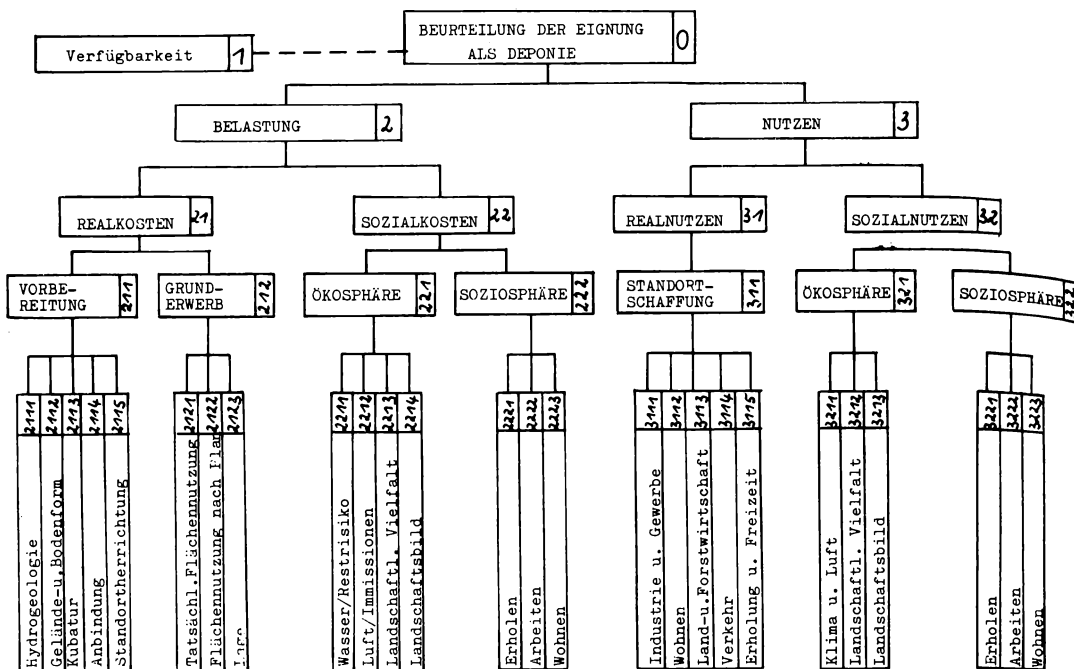 BEURTEILUNG DER EIGNUNG
ALS DEPONIE
0
Verfügbarkeit 1
BELASTUNG 2
NUTZEN 3
REALKOSTEN 21
SOZIALKOSTEN 22
REALNUTZEN 31
SOZIALNUTZEN 32
VORBE-
REITUNG
211
GRUND-
ERWERB
212
ÖKOSPHÄRE 221
SOZIOSPHÄRE 222
STANDORT-
SCHAFFUNG
311
ÖKOSPHÄRE 321
SOZIOSPHÄRE 322
2111 Hydrogeologie
2112 Gelände-u.Bodenform
2113 Kubatur
2114 Anbindung
2115 Standortherrichtung
2121 Tatsächl.Flächennutzung
2122 Flächennutzung nach Plan
2123 Lage
2211 Wasser/Restrisiko
2212 Luft/Immissionen
2213 Landschaftl. Vielfalt
2214 Landschaftsbild
2221 Erholen
2222 Arbeiten
2223 Wohnen
3111 Industrie u. Gewerbe
3112 Wohnen
3113 Land-u.Forstwirtschaft
3114 Verkehr
3115 Erholung u. Freizeit
3211 Klima u. Luft
3212 Landschaftl. Vielfalt
3213 Landschaftsbild
3221 Erholen
3222 Arbeiten
3223 Wohnen